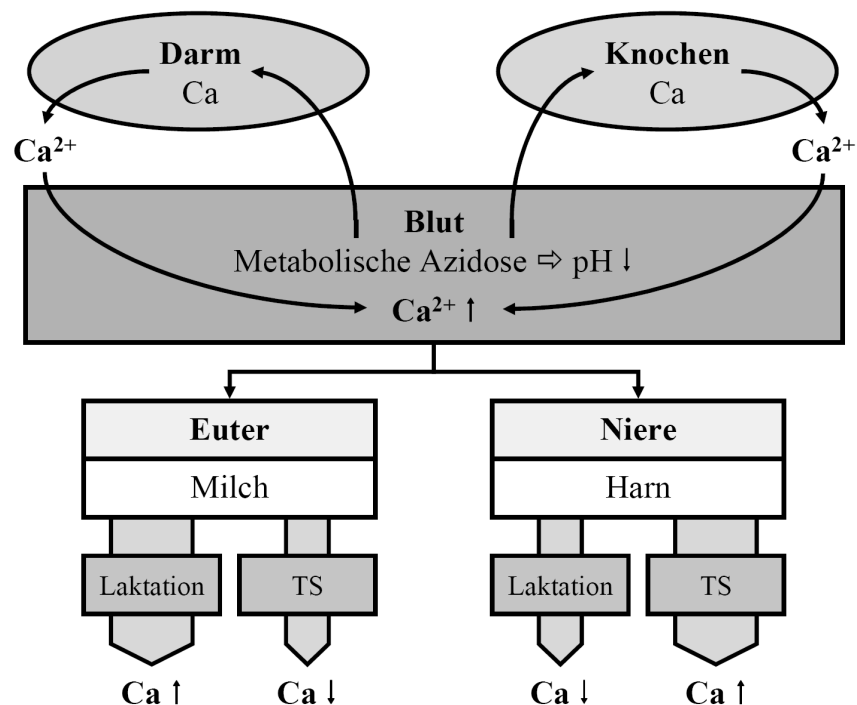 Darm
Ca
Knochen
Ca
Ca²⁺
Ca²⁺
Blut
Metabolische Azidose ⇨ pH ↓
Ca²⁺ ↑
Euter
Milch
Niere
Harn
Laktation
TS
Laktation
TS
Ca ↑
Ca ↓
Ca ↓
Ca ↑